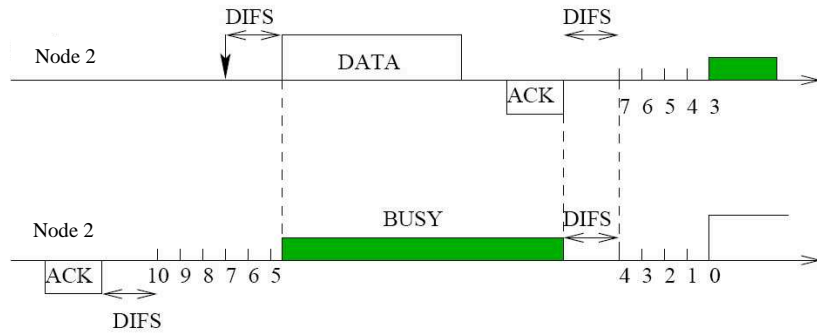 DIFS DIFS
Node 2 DATA
ACK
7 6 5 4 3
Node 2 BUSY DIFS
ACK 10 9 8 7 6 5 4 3 2 1 0
DIFS